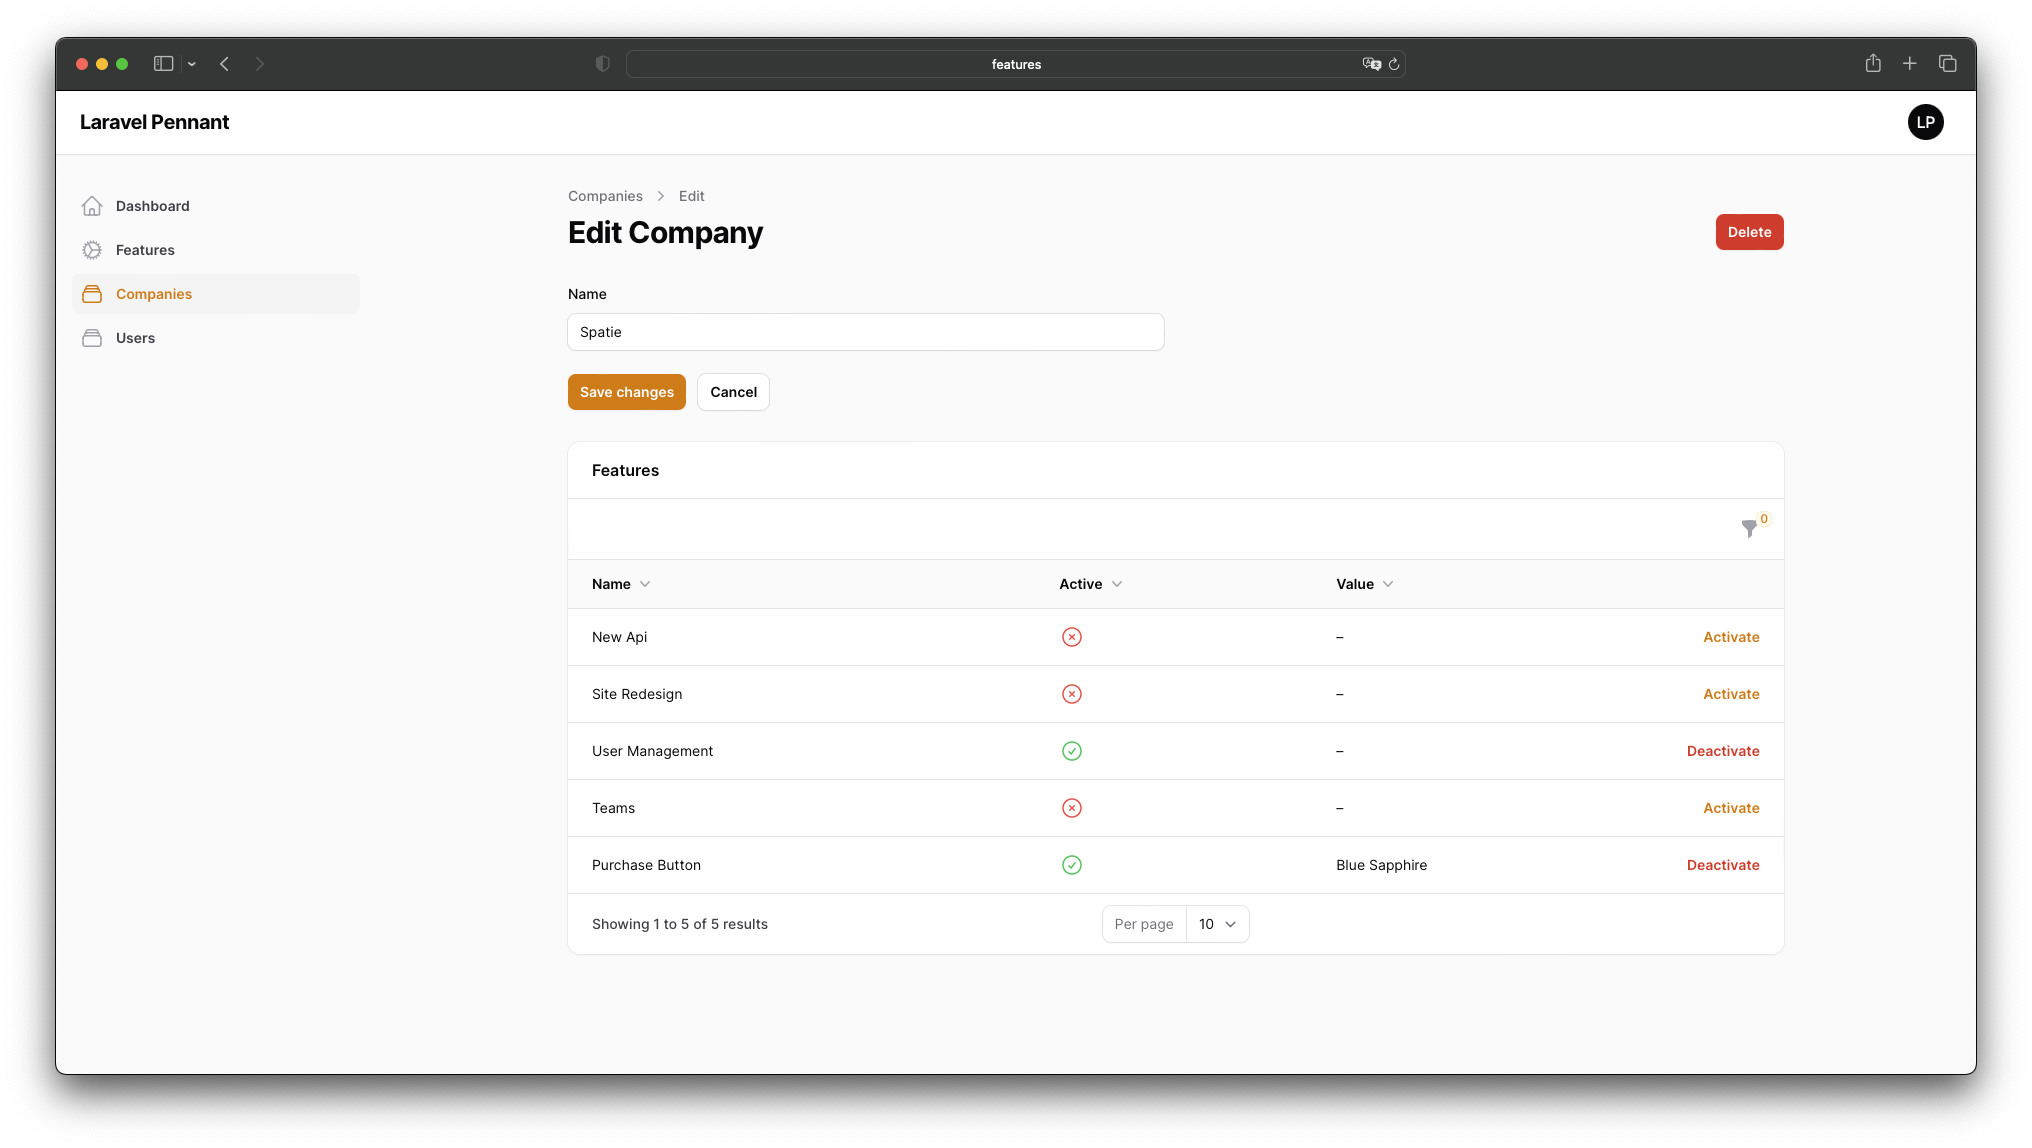 features
Laravel Pennant
LP
Dashboard
Features
Companies
Users
Companies Edit
Edit Company
Delete
Name
Spatie
Save changes Cancel
Features
0
Name Active Value
New Api – Activate
Site Redesign – Activate
User Management – Deactivate
Teams – Activate
Purchase Button Blue Sapphire Deactivate
Showing 1 to 5 of 5 results Per page 10